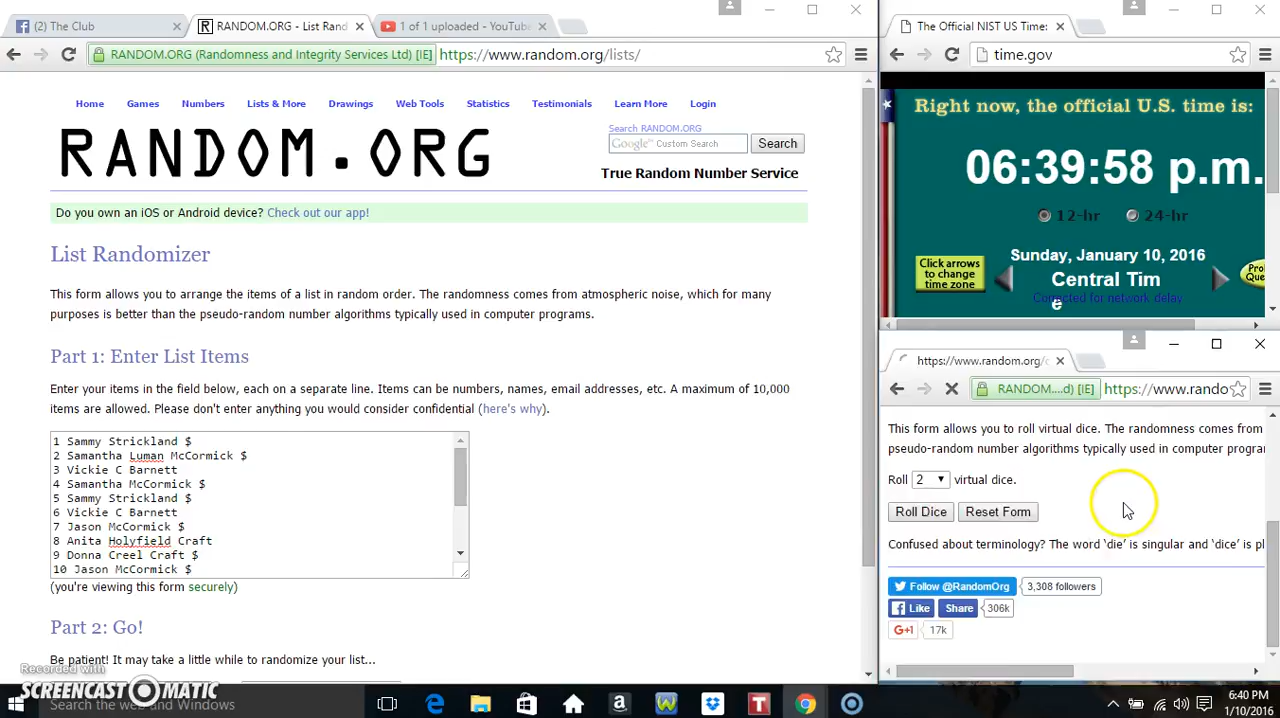 (2) The Club
RANDOM.ORG - List Rand
1 of 1 uploaded - YouTube
RANDOM.ORG (Randomness and Integrity Services Ltd) [IE]
https://www.random.org/lists/
Home Games Numbers Lists & More Drawings Web Tools Statistics Testimonials Learn More Login
RANDOM.ORG
Search RANDOM.ORG
Google™ Custom Search
Search
True Random Number Service
Do you own an iOS or Android device? Check out our app!
List Randomizer
This form allows you to arrange the items of a list in random order. The randomness comes from atmospheric noise, which for many
purposes is better than the pseudo-random number algorithms typically used in computer programs.
Part 1: Enter List Items
Enter your items in the field below, each on a separate line. Items can be numbers, names, email addresses, etc. A maximum of 10,000
items are allowed. Please don't enter anything you would consider confidential (here's why).
1 Sammy Strickland $
2 Samantha Luman McCormick $
3 Vickie C Barnett
4 Samantha McCormick $
5 Sammy Strickland $
6 Vickie C Barnett
7 Jason McCormick $
8 Anita Holyfield Craft
9 Donna Creel Craft $
10 Jason McCormick $
(you're viewing this form securely)
Part 2: Go!
Be patient! It may take a little while to randomize your list...
The Official NIST US Time:
time.gov
Right now, the official U.S. time is:
06:39:58 p.m.
12-hr 24-hr
Click arrows
to change
time zone
Sunday, January 10, 2016
Central Tim
e
Corrected for network delay
Pro
Que
https://www.random.org/c
RANDOM....d) [IE]
https://www.rando
This form allows you to roll virtual dice. The randomness comes from
pseudo-random number algorithms typically used in computer progra
Roll 2 virtual dice.
Roll Dice Reset Form
Confused about terminology? The word 'die' is singular and 'dice' is pl
Follow @RandomOrg 3,308 followers
Like Share 306k
G+1 17k
Recorded with
SCREENCAST-O-MATIC
Search the web and Windows
6:40 PM
1/10/2016